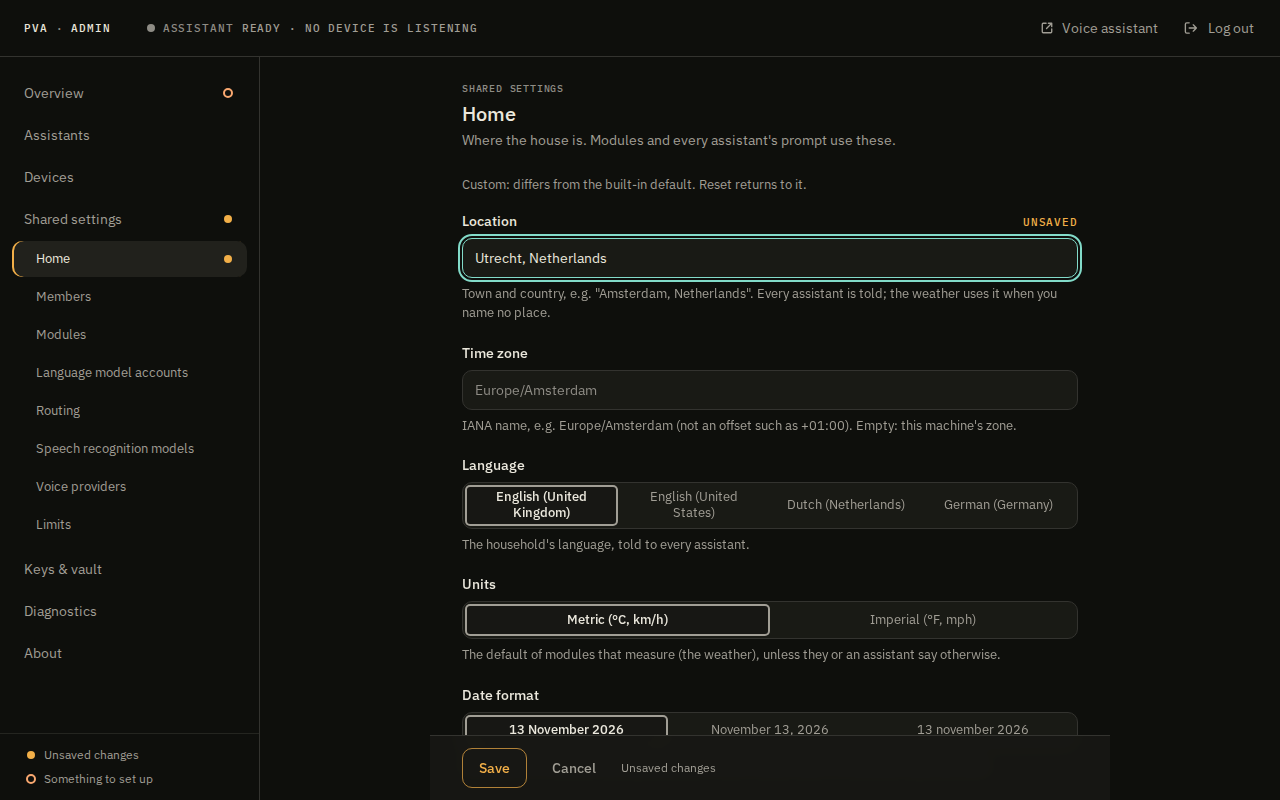 PVA · ADMIN
ASSISTANT READY · NO DEVICE IS LISTENING
Voice assistant
Log out
Overview
Assistants
Devices
Shared settings
Home
Members
Modules
Language model accounts
Routing
Speech recognition models
Voice providers
Limits
Keys & vault
Diagnostics
About
Unsaved changes
Something to set up
SHARED SETTINGS
Home
Where the house is. Modules and every assistant's prompt use these.
Custom: differs from the built-in default. Reset returns to it.
Location
UNSAVED
Utrecht, Netherlands
Town and country, e.g. "Amsterdam, Netherlands". Every assistant is told; the weather uses it when you
name no place.
Time zone
Europe/Amsterdam
IANA name, e.g. Europe/Amsterdam (not an offset such as +01:00). Empty: this machine's zone.
Language
English (United
Kingdom)
English (United
States)
Dutch (Netherlands)
German (Germany)
The household's language, told to every assistant.
Units
Metric (°C, km/h)
Imperial (°F, mph)
The default of modules that measure (the weather), unless they or an assistant say otherwise.
Date format
13 November 2026
November 13, 2026
13 november 2026
Save
Cancel
Unsaved changes